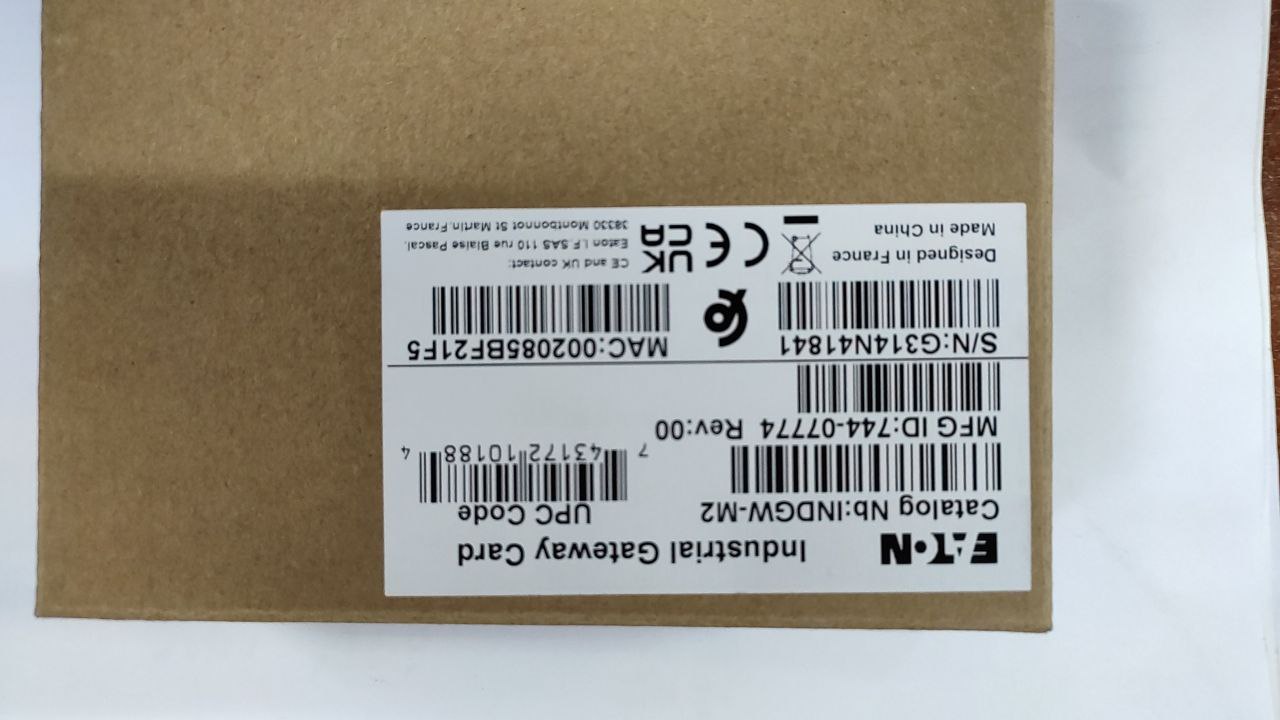 EATON Industrial Gateway Card
Catalog Nb:INDGW-M2
UPC Code
7 43172 10188 4
MFG ID:744-07774 Rev:00
S/N:G314N41841
MAC:002085BF21F5
Designed in France
Made in China
CE
UK
CA
CE and UK contact:
Eaton I.F.SAS 110 rue Blaise Pascal.
38330 Montbonnot St Martin.France